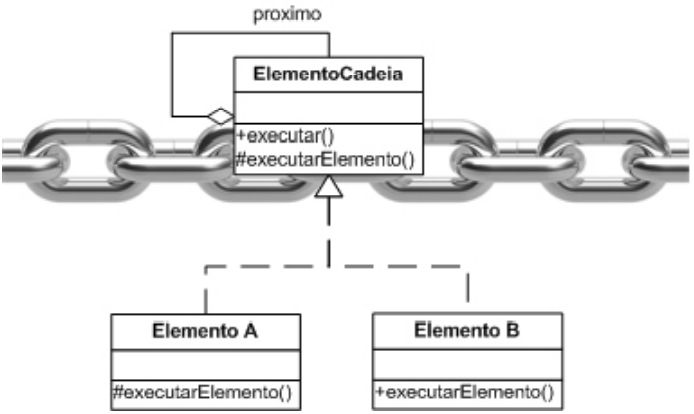 proximo
ElementoCadeia
+executar()
#executarElemento()
Elemento A
#executarElemento()
Elemento B
+executarElemento()